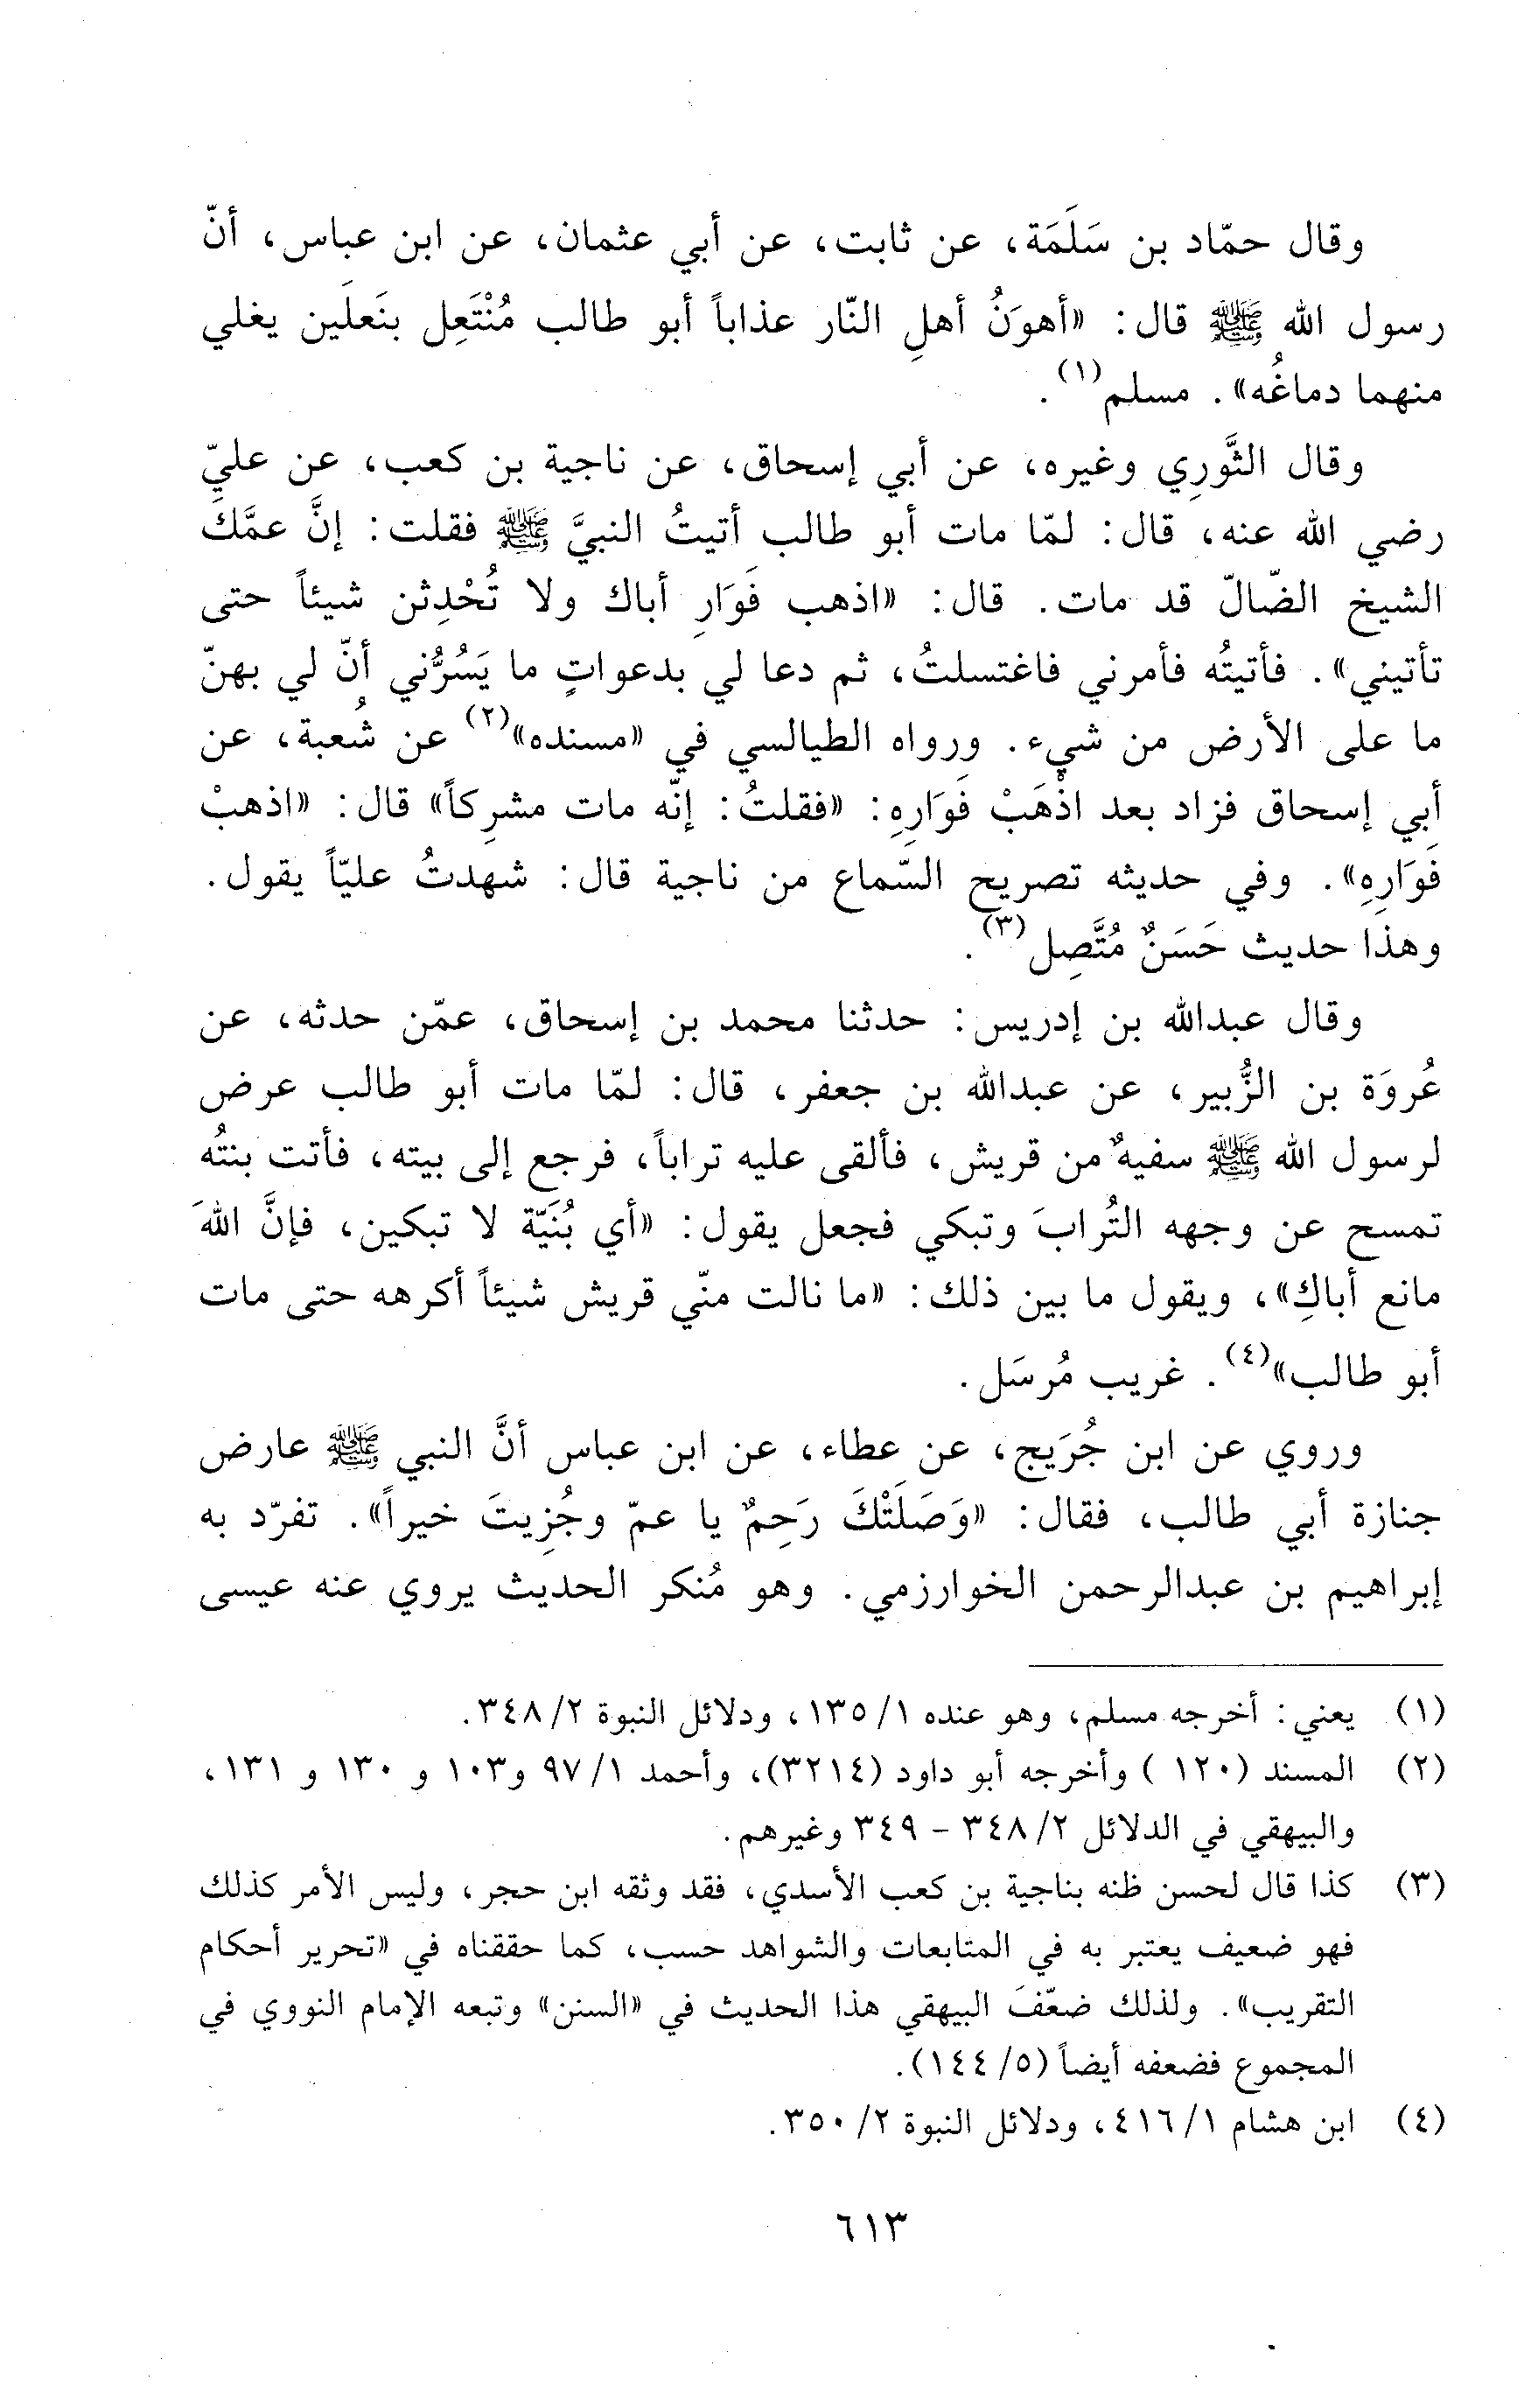 وقال حمّاد بن سَلَمَة، عن ثابت، عن أبي عثمان، عن ابن عباس، أنّ
رسول الله ﷺ قال: «أهوَنُ أهلِ النّار عذاباً أبو طالب مُنْتَعِل بنَعلَين يغلي
منهما دماغُه». مسلم(١).
وقال الثَّورِي وغيره، عن أبي إسحاق، عن ناجية بن كعب، عن عليّ
رضي الله عنه، قال: لمّا مات أبو طالب أتيتُ النبيَّ ﷺ فقلت: إنَّ عمَّكَ
الشيخ الضّالّ قد مات. قال: «اذهب فَوَارِ أباك ولا تُحْدِثن شيئاً حتى
تأتيني». فأتيتُه فأمرني فاغتسلتُ، ثم دعا لي بدعواتٍ ما يَسُرُّني أنّ لي بهنّ
ما على الأرض من شيء. ورواه الطيالسي في «مسنده»(٢) عن شُعبة، عن
أبي إسحاق فزاد بعد اذْهَبْ فَوَارِهِ: «فقلتُ: إنّه مات مشرِكاً» قال: «اذهبْ
فَوَارِهِ». وفي حديثه تصريح السّماع من ناجية قال: شهدتُ عليّاً يقول.
وهذا حديث حَسَنٌ مُتَّصِل(٣).
وقال عبدالله بن إدريس: حدثنا محمد بن إسحاق، عمّن حدثه، عن
عُروَة بن الزُّبير، عن عبدالله بن جعفر، قال: لمّا مات أبو طالب عرض
لرسول الله ﷺ سفيهٌ من قريش، فألقى عليه تراباً، فرجع إلى بيته، فأتت بنتُه
تمسح عن وجهه التُرابَ وتبكي فجعل يقول: «أي بُنَيّة لا تبكين، فإنَّ اللهَ
مانع أباكِ»، ويقول ما بين ذلك: «ما نالت منّي قريش شيئاً أكرهه حتى مات
أبو طالب»(٤). غريب مُرسَل.
وروي عن ابن جُرَيج، عن عطاء، عن ابن عباس أنَّ النبي ﷺ عارض
جنازة أبي طالب، فقال: «وَصَلَتْكَ رَحِمٌ يا عمّ وجُزِيتَ خيراً». تفرّد به
إبراهيم بن عبدالرحمن الخوارزمي. وهو مُنكر الحديث يروي عنه عيسى
(١) يعني: أخرجه مسلم، وهو عنده ١/ ١٣٥، ودلائل النبوة ٢/ ٣٤٨.
(٢) المسند (١٢٠ ) وأخرجه أبو داود (٣٢١٤)، وأحمد ١/ ٩٧ و١٠٣ و ١٣٠ و ١٣١،
والبيهقي في الدلائل ٢/ ٣٤٨ - ٣٤٩ وغيرهم.
(٣) كذا قال لحسن ظنه بناجية بن كعب الأسدي، فقد وثقه ابن حجر، وليس الأمر كذلك
فهو ضعيف يعتبر به في المتابعات والشواهد حسب، كما حققناه في «تحرير أحكام
التقريب». ولذلك ضعّفَ البيهقي هذا الحديث في «السنن» وتبعه الإمام النووي في
المجموع فضعفه أيضاً (٥/ ١٤٤).
(٤) ابن هشام ١/ ٤١٦، ودلائل النبوة ٢/ ٣٥٠.
٦١٣